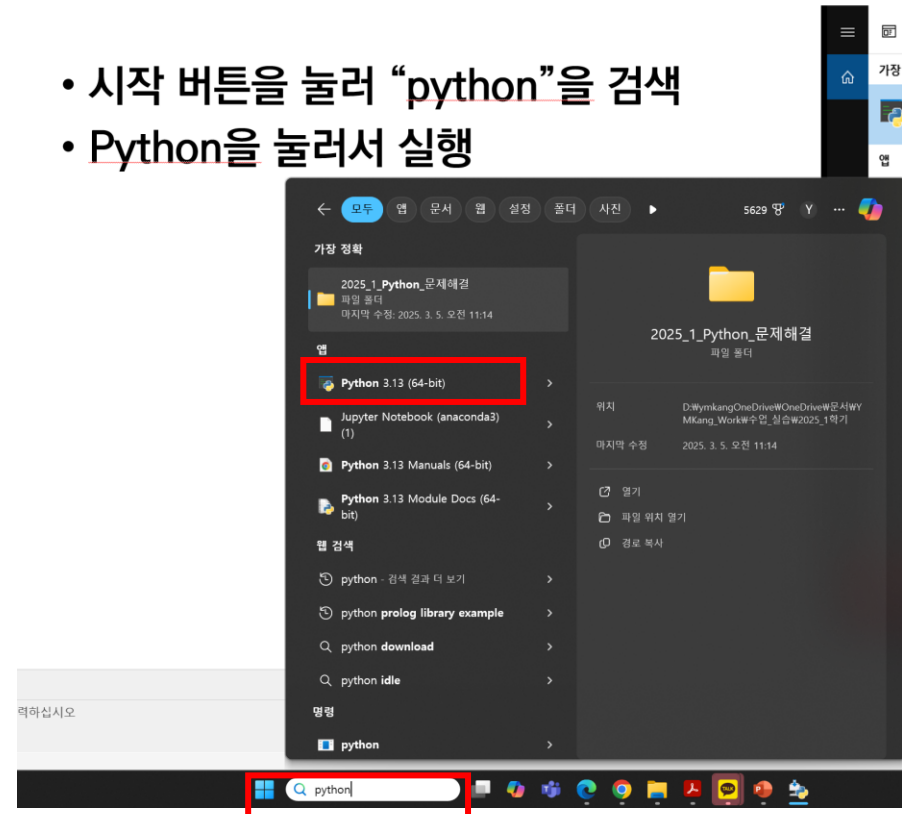 • 시작 버튼을 눌러 “python”을 검색
• Python을 눌러서 실행
가장
앱
모두 앱 문서 웹 설정 폴더 사진 5629 Y ...
가장 정확
2025_1_Python_문제해결
파일 폴더
마지막 수정: 2025. 3. 5. 오전 11:14
앱
Python 3.13 (64-bit)
Jupyter Notebook (anaconda3)
(1)
Python 3.13 Manuals (64-bit)
Python 3.13 Module Docs (64-
bit)
웹 검색
python - 검색 결과 더 보기
python prolog library example
python download
python idle
명령
python
2025_1_Python_문제해결
파일 폴더
위치 D:₩ymkangOneDrive₩OneDrive₩문서₩Y
MKang_Work₩수업_실습₩2025_1학기
마지막 수정 2025. 3. 5. 오전 11:14
열기
파일 위치 열기
경로 복사
력하십시오
python
TALK